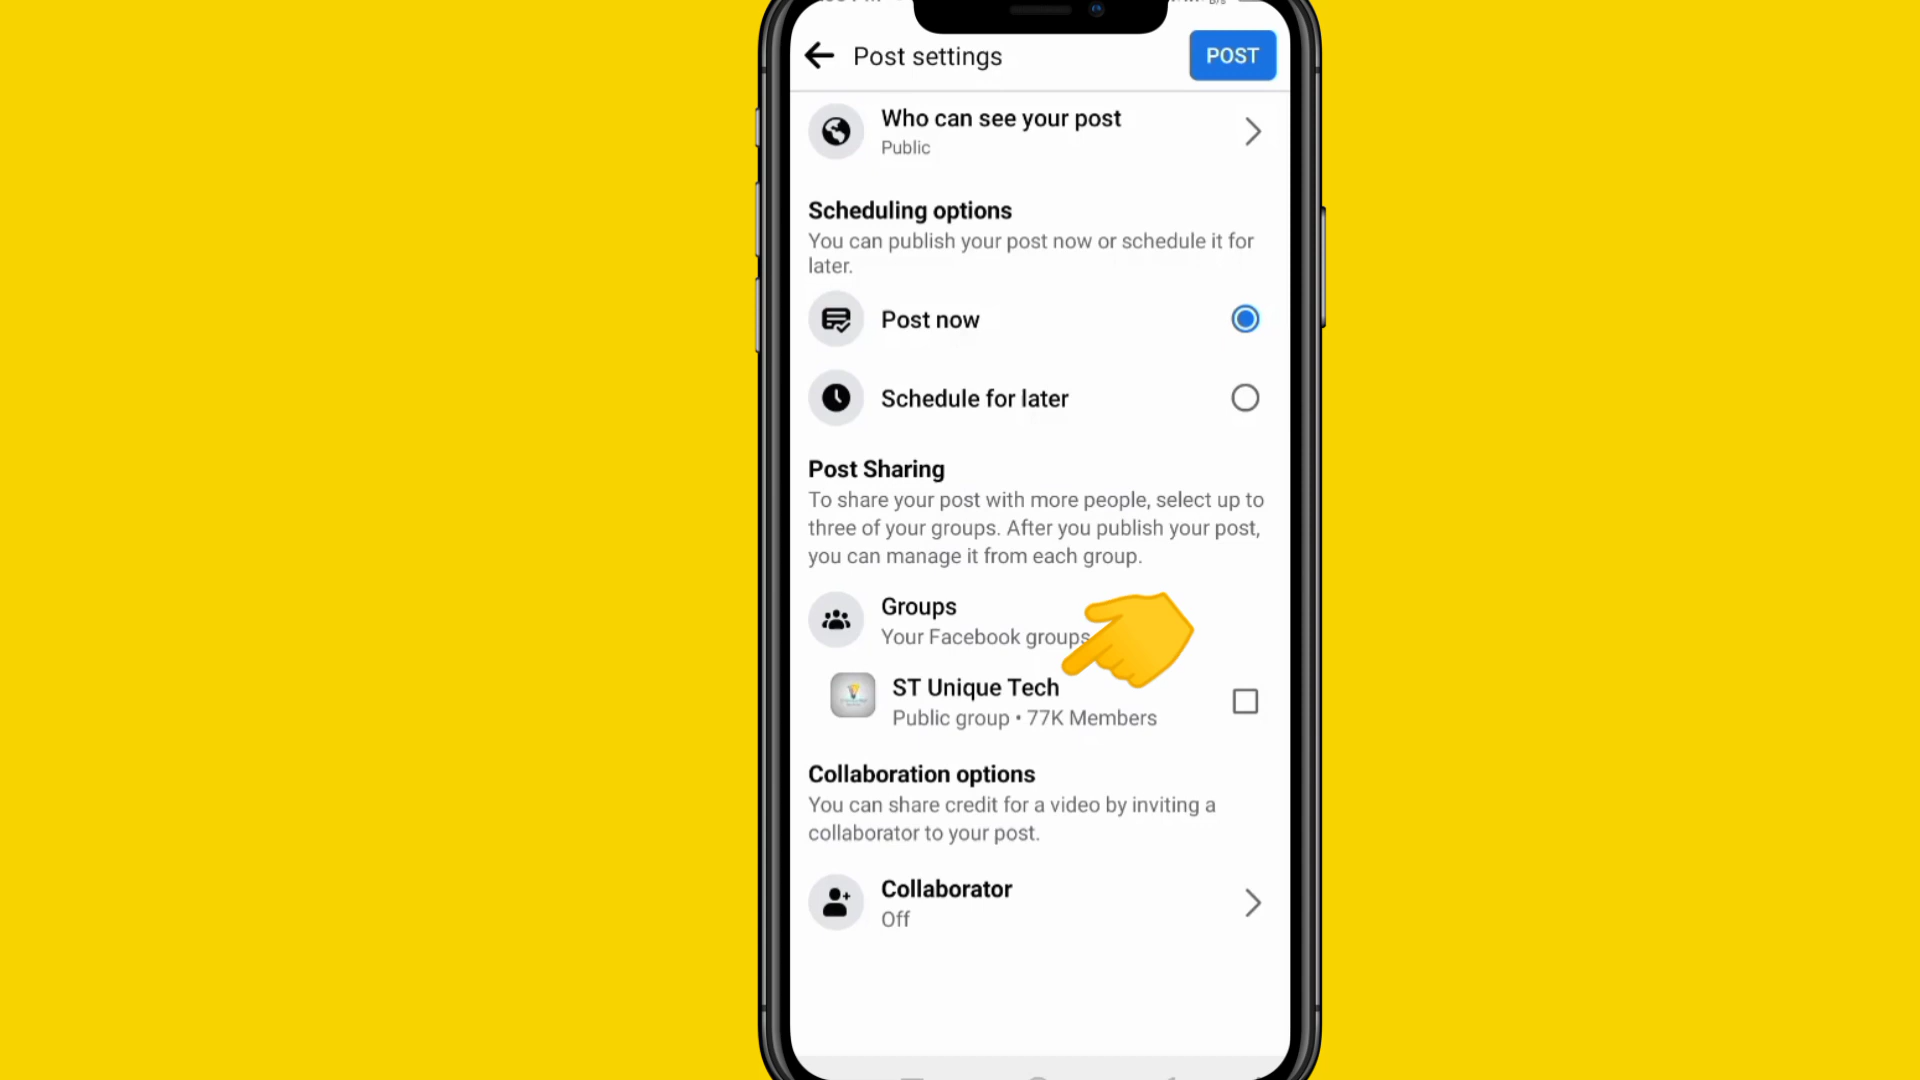 Post settings
POST
Who can see your post
Public
Scheduling options
You can publish your post now or schedule it for
later.
Post now
Schedule for later
Post Sharing
To share your post with more people, select up to
three of your groups. After you publish your post,
you can manage it from each group.
Groups
Your Facebook groups
ST Unique Tech
Public group • 77K Members
Collaboration options
You can share credit for a video by inviting a
collaborator to your post.
Collaborator
Off